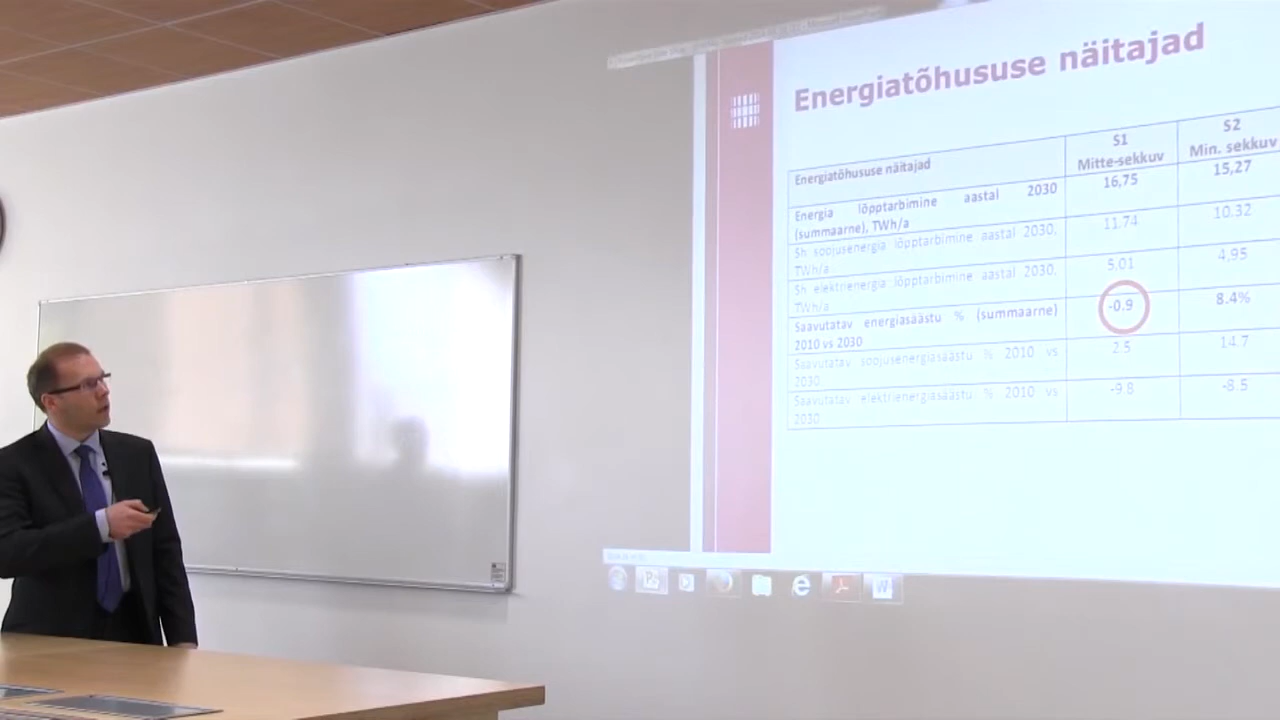 Energiatõhususe näitajad
Energiatõhususe näitajad
S1
Mitte-sekkuv
S2
Min. sekkuv
Energia lõpptarbimine aastal 2030
(summaarne), TWh/a
16,75
15,27
Sh soojusenergia lõpptarbimine aastal 2030,
TWh/a
11.74
10.32
Sh elektrienergia lõpptarbimine aastal 2030,
TWh/a
5,01
4,95
Saavutatav energiasäästu % (summaarne)
2010 vs 2030
-0.9
8.4%
Saavutatav soojusenergiasäästu % 2010 vs
2030
2.5
14.7
Saavutatav elektrienergiasäästu % 2010 vs
2030
-9.8
-8.5